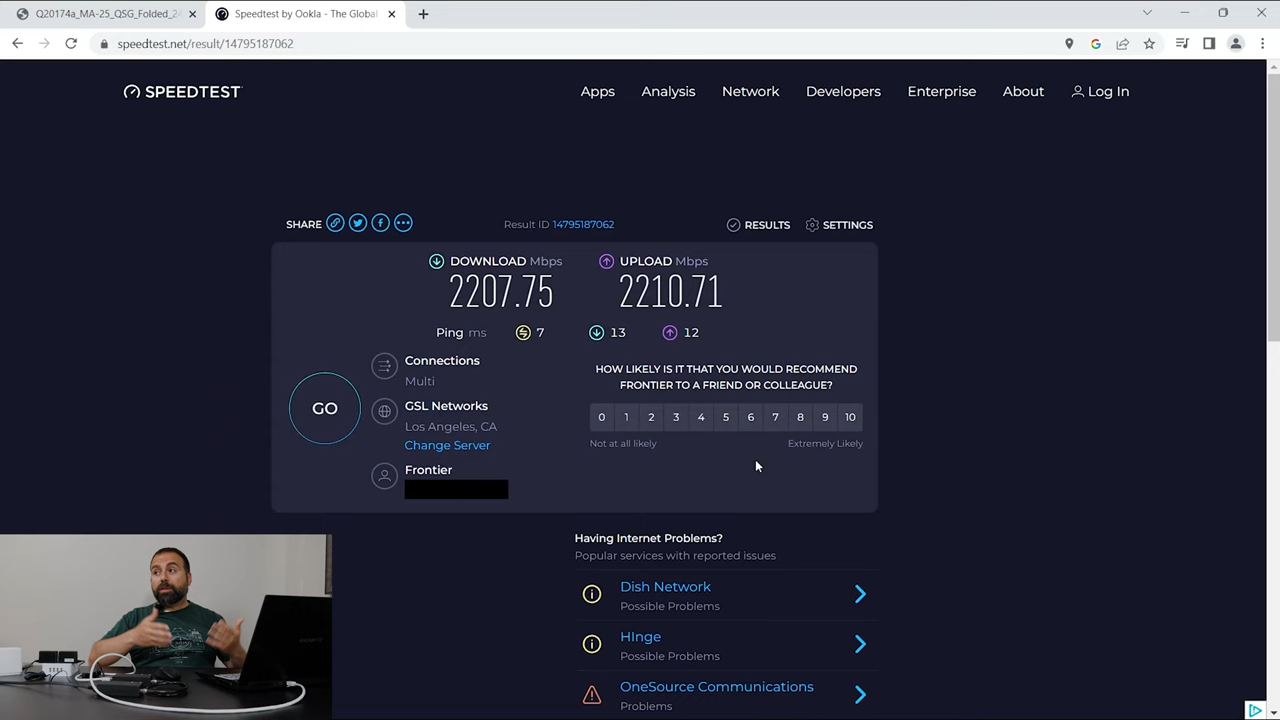 Q20174a_MA-25_QSG_Folded_2
Speedtest by Ookla - The Global
speedtest.net/result/14795187062
SPEEDTEST
Apps Analysis Network Developers Enterprise About Log In
SHARE
Result ID 14795187062
RESULTS SETTINGS
DOWNLOAD Mbps
2207.75
UPLOAD Mbps
2210.71
Ping ms 7 13 12
Connections
Multi
GSL Networks
Los Angeles, CA
Change Server
Frontier
GO
HOW LIKELY IS IT THAT YOU WOULD RECOMMEND
FRONTIER TO A FRIEND OR COLLEAGUE?
0 1 2 3 4 5 6 7 8 9 10
Not at all likely Extremely Likely
Having Internet Problems?
Popular services with reported issues
Dish Network
Possible Problems
HInge
Possible Problems
OneSource Communications
Problems